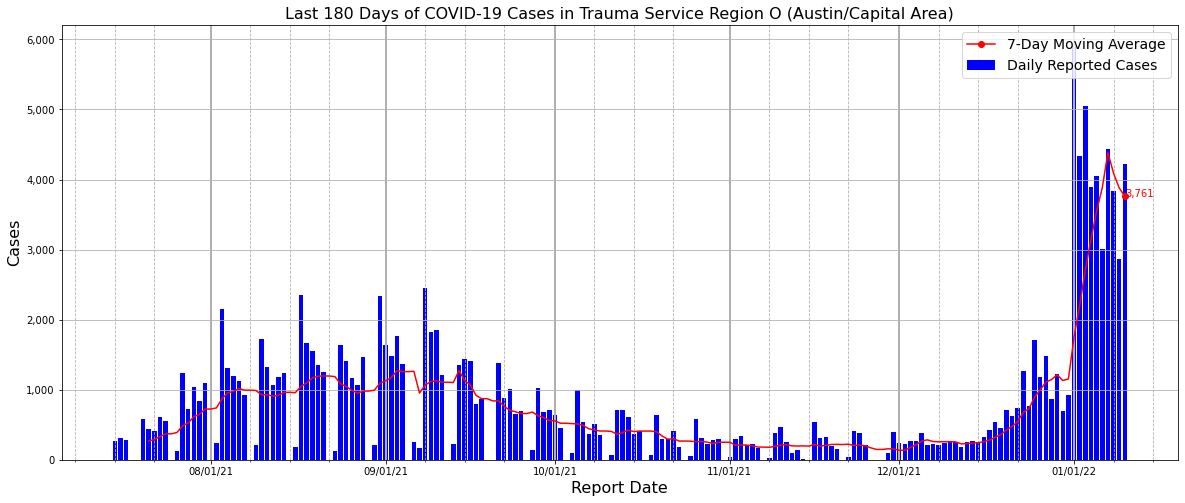 Last 180 Days of COVID-19 Cases in Trauma Service Region O (Austin/Capital Area)
7-Day Moving Average
Daily Reported Cases
6,000
5,000
4,000
3,000
2,000
1,000
0
Cases
3,761
08/01/21
09/01/21
10/01/21
11/01/21
12/01/21
01/01/22
Report Date